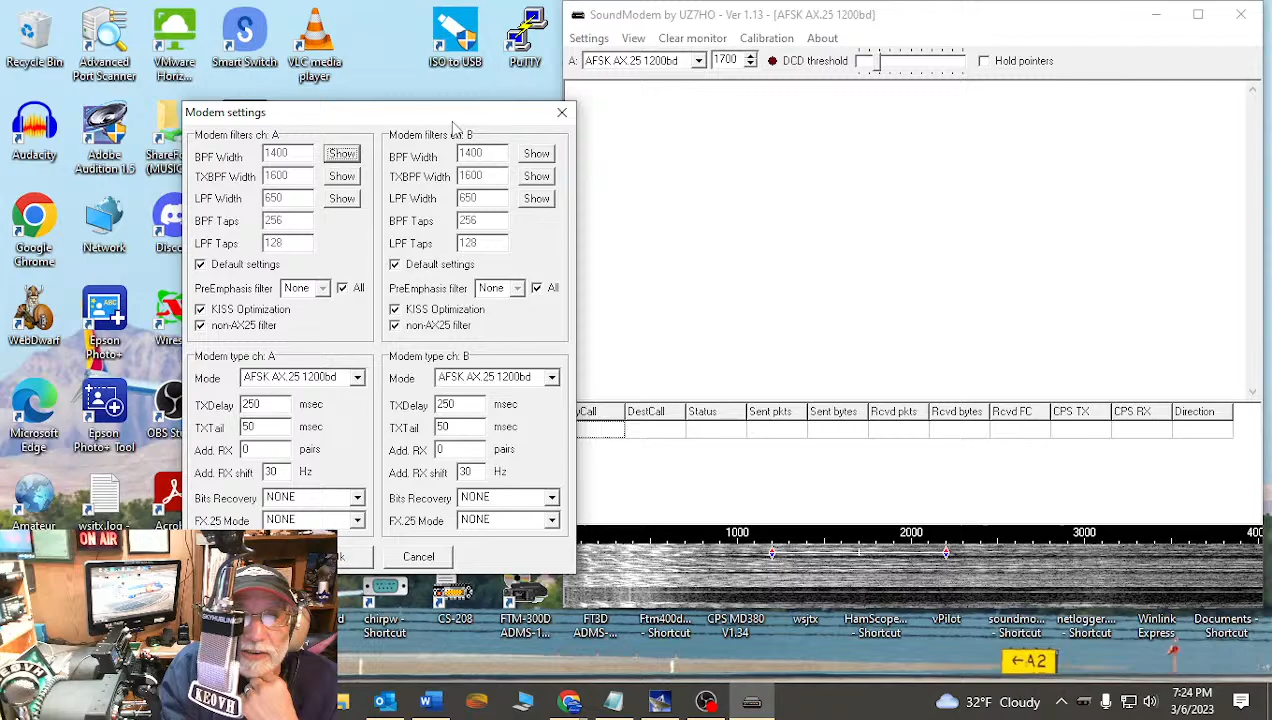 SoundModem by UZ7HO - Ver 1.13 - [AFSK AX.25 1200bd]
Settings View Clear monitor Calibration About
A: AFSK AX.25 1200bd 1700 DCD threshold Hold pointers
Recycle Bin
Advanced Port Scanner
VMware Horiz...
Smart Switch
VLC media player
ISO to USB
PuTTY
Audacity
Adobe Audition 1.5
ShareF
(MUSIC
Google Chrome
Network
Disc
WebDwarf
Epson Photo+
Wires
Microsoft Edge
Epson Photo+ Tool
OBS St
Amateur
wsjtx.log -
Acrob
Modem settings
Modem filters ch: A
BPF Width 1400 Show
TXBPF Width 1600 Show
LPF Width 650 Show
BPF Taps 256
LPF Taps 128
Default settings
PreEmphasis filter None All
KISS Optimization
non-AX25 filter
Modem filters ch: B
BPF Width 1400 Show
TXBPF Width 1600 Show
LPF Width 650 Show
BPF Taps 256
LPF Taps 128
Default settings
PreEmphasis filter None All
KISS Optimization
non-AX25 filter
Modem type ch: A
Mode AFSK AX.25 1200bd
TXDelay 250 msec
TXTail 50 msec
Add. RX 0 pairs
Add. RX shift 30 Hz
Bits Recovery NONE
FX.25 Mode NONE
Modem type ch: B
Mode AFSK AX.25 1200bd
TXDelay 250 msec
TXTail 50 msec
Add. RX 0 pairs
Add. RX shift 30 Hz
Bits Recovery NONE
FX.25 Mode NONE
Cancel
yCall DestCall Status Sent pkts Sent bytes Rcvd pkts Rcvd bytes Rcvd FC CPS TX CPS RX Direction
1000 2000 3000 400
ON AIR
KE0VH
chirpw - Shortcut
CS-208
FTM-300D ADMS-1...
FT3D ADMS-...
Ftm400d... - Shortcut
CPS MD380 V1.34
wsjtx
HamScope... - Shortcut
vPilot
soundmo... - Shortcut
netlogger... - Shortcut
Winlink Express
Documents - Shortcut
←A2
32°F Cloudy
7:24 PM
3/6/2023